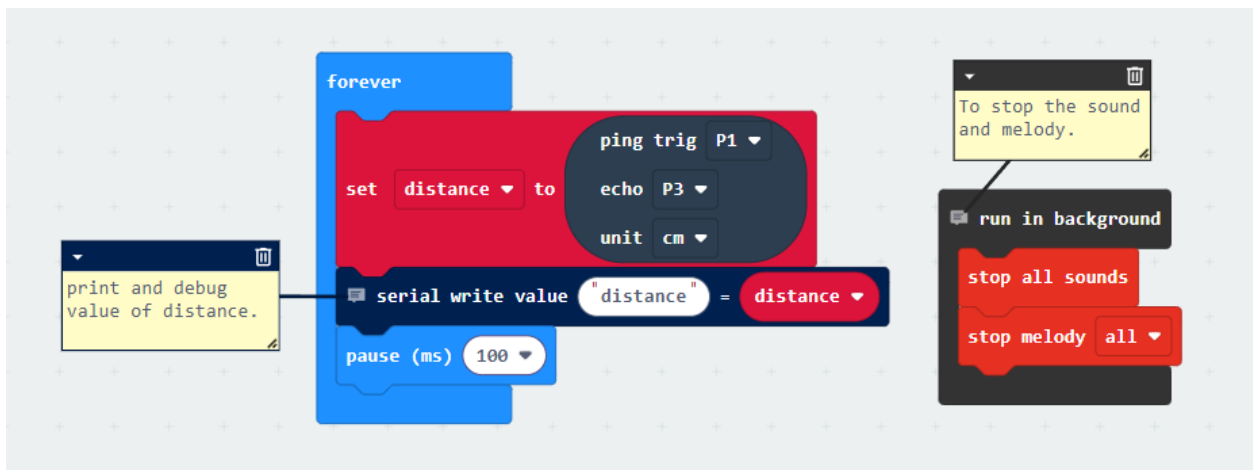 forever
ping trig P1
set distance to echo P3
unit cm
print and debug
value of distance.
serial write value "distance" = distance
pause (ms) 100
To stop the sound
and melody.
run in background
stop all sounds
stop melody all